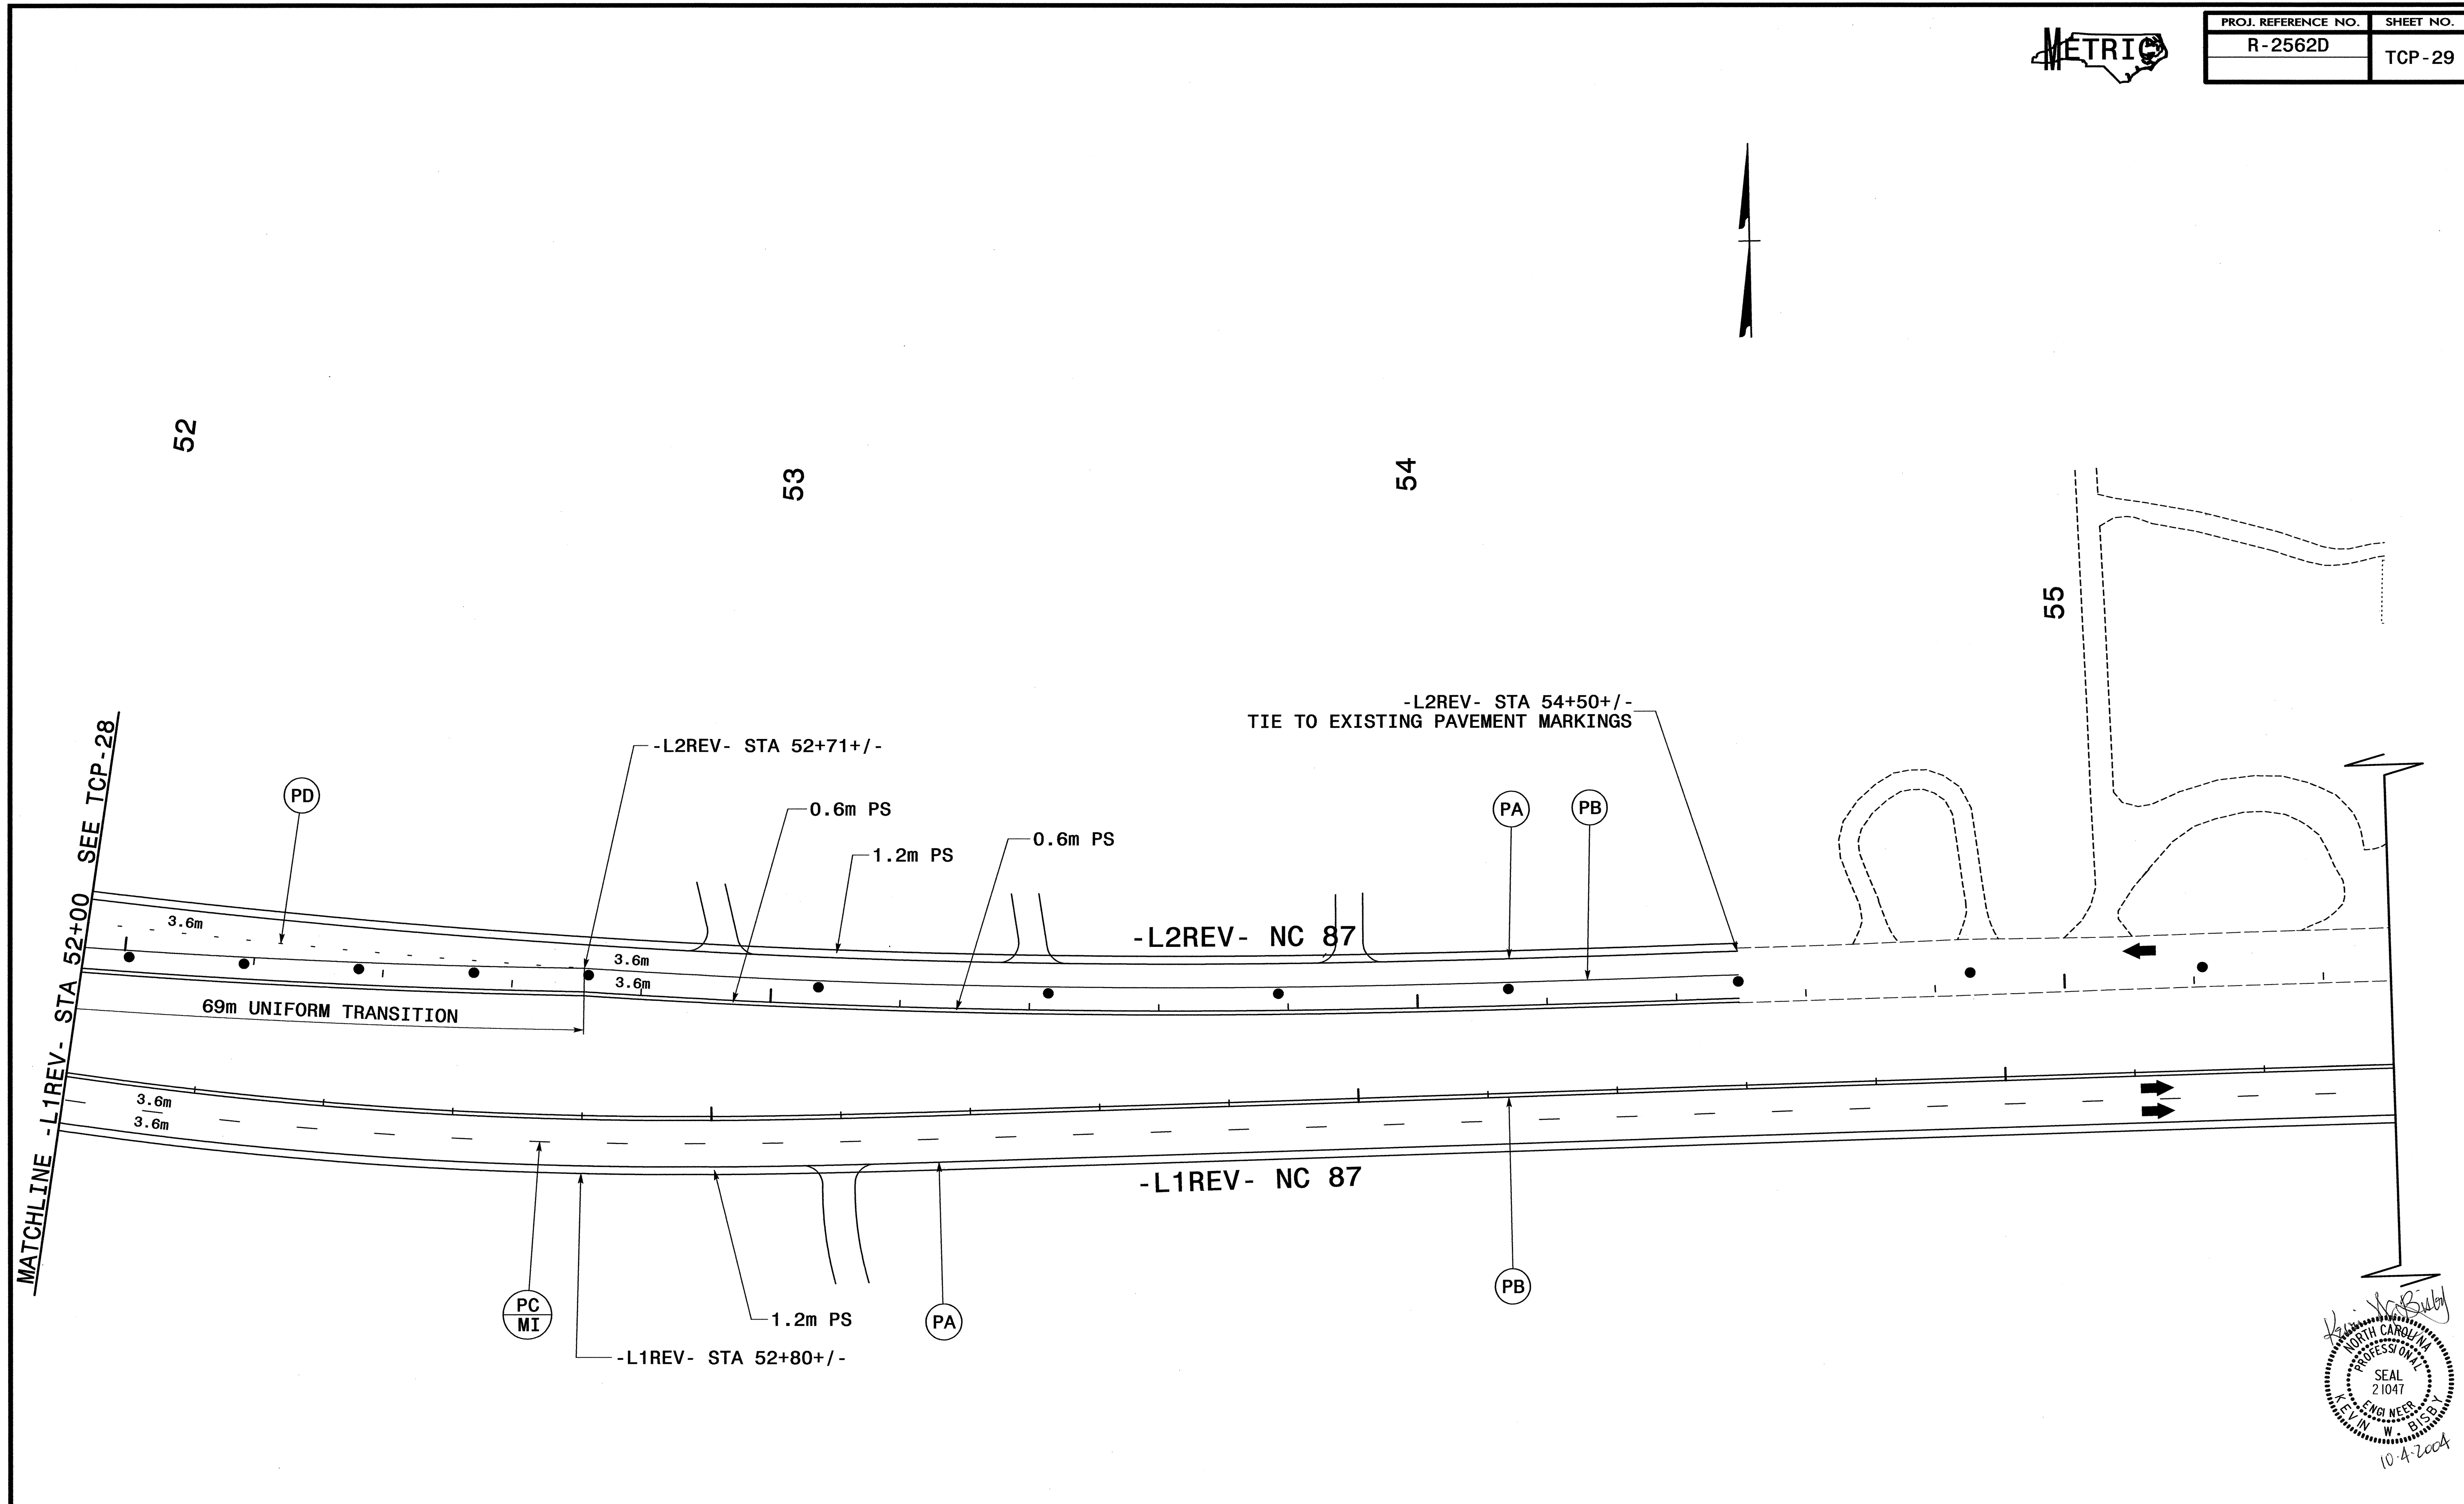 METRIC
PROJ. REFERENCE NO.
SHEET NO.
R-2562D
TCP-29
52
53
54
55
MATCHLINE -L1REV- STA 52+00 SEE TCP-28
-L2REV- STA 54+50+/-
TIE TO EXISTING PAVEMENT MARKINGS
-L2REV- STA 52+71+/-
PD
0.6m PS
1.2m PS
0.6m PS
PA
PB
3.6m
-L2REV- NC 87
3.6m
3.6m
69m UNIFORM TRANSITION
3.6m
3.6m
-L1REV- NC 87
PC
MI
1.2m PS
PA
PB
-L1REV- STA 52+80+/-
Kevin W. Bisby
NORTH CAROLINA
PROFESSIONAL
SEAL
21047
ENGINEER
KEVIN W. BISBY
10-4-2004